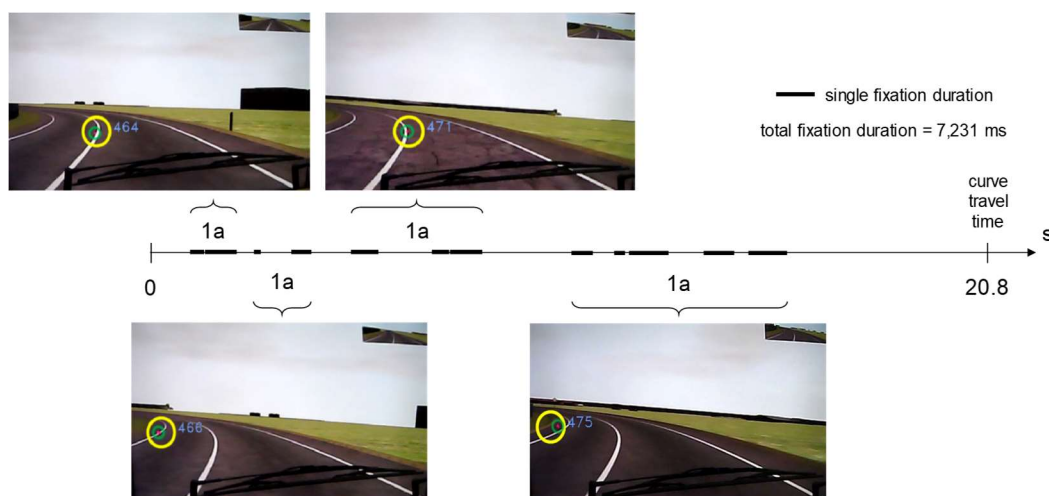 464
471
single fixation duration
total fixation duration = 7,231 ms
curve
travel
time
1a
1a
s
0
1a
1a
20.8
466
475